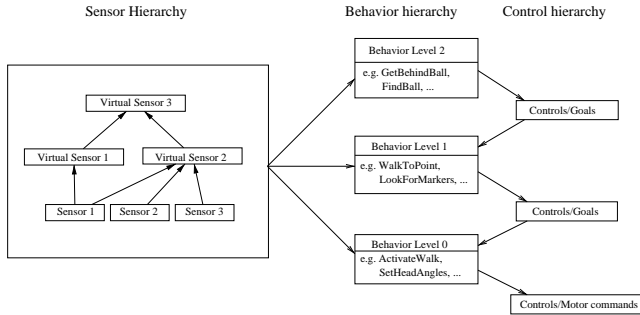 Sensor Hierarchy
Behavior hierarchy
Control hierarchy
Virtual Sensor 3
Virtual Sensor 1
Virtual Sensor 2
Sensor 1
Sensor 2
Sensor 3
Behavior Level 2
e.g. GetBehindBall,
FindBall, ...
Controls/Goals
Behavior Level 1
e.g. WalkToPoint,
LookForMarkers, ...
Controls/Goals
Behavior Level 0
e.g. ActivateWalk,
SetHeadAngles, ...
Controls/Motor commands